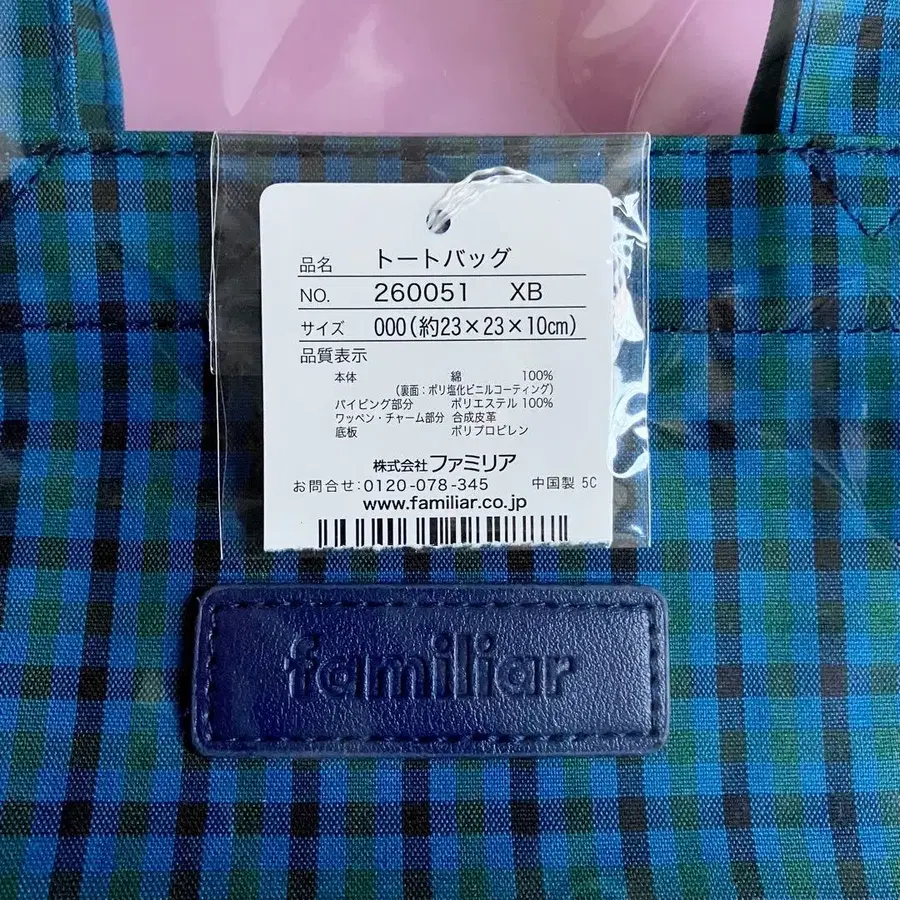 品名 トートバッグ
NO. 260051 XB
サイズ 000(約23×23×10cm)
品質表示
本体 綿 100%
(裏面:ポリ塩化ビニルコーティング)
パイピング部分 ポリエステル 100%
ワッペン・チャーム部分 合成皮革
底板 ポリプロピレン
株式会社ファミリア
お問合せ:0120-078-345 中国製 5C
www.familiar.co.jp
familiar